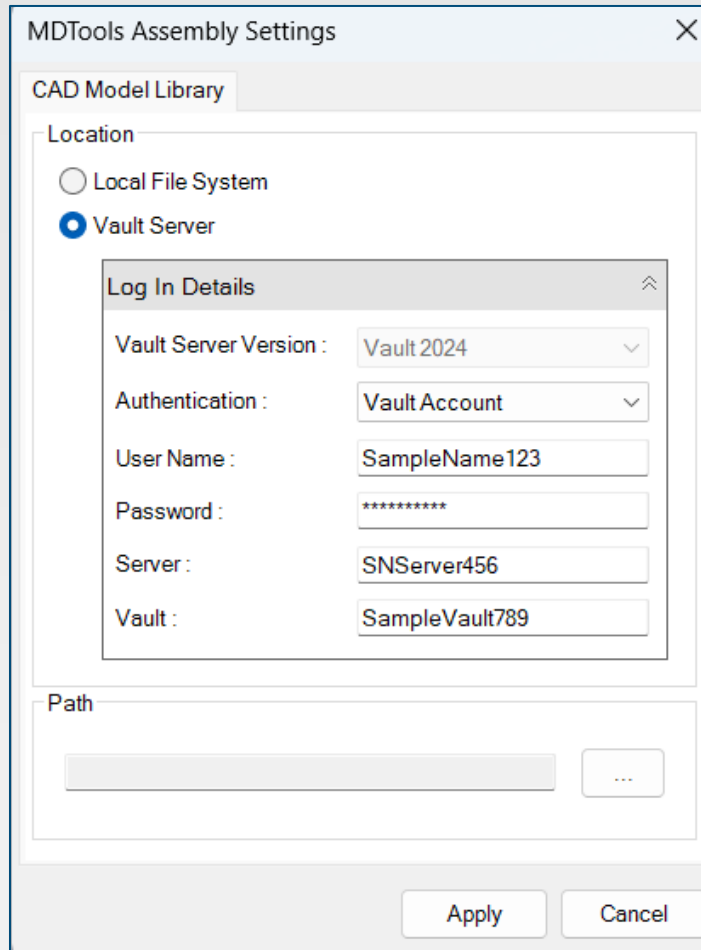 MDTools Assembly Settings
CAD Model Library
Location
Local File System
Vault Server
Log In Details
Vault Server Version : Vault 2024
Authentication : Vault Account
User Name : SampleName123
Password : **********
Server : SNServer456
Vault : SampleVault789
Path
...
Apply Cancel